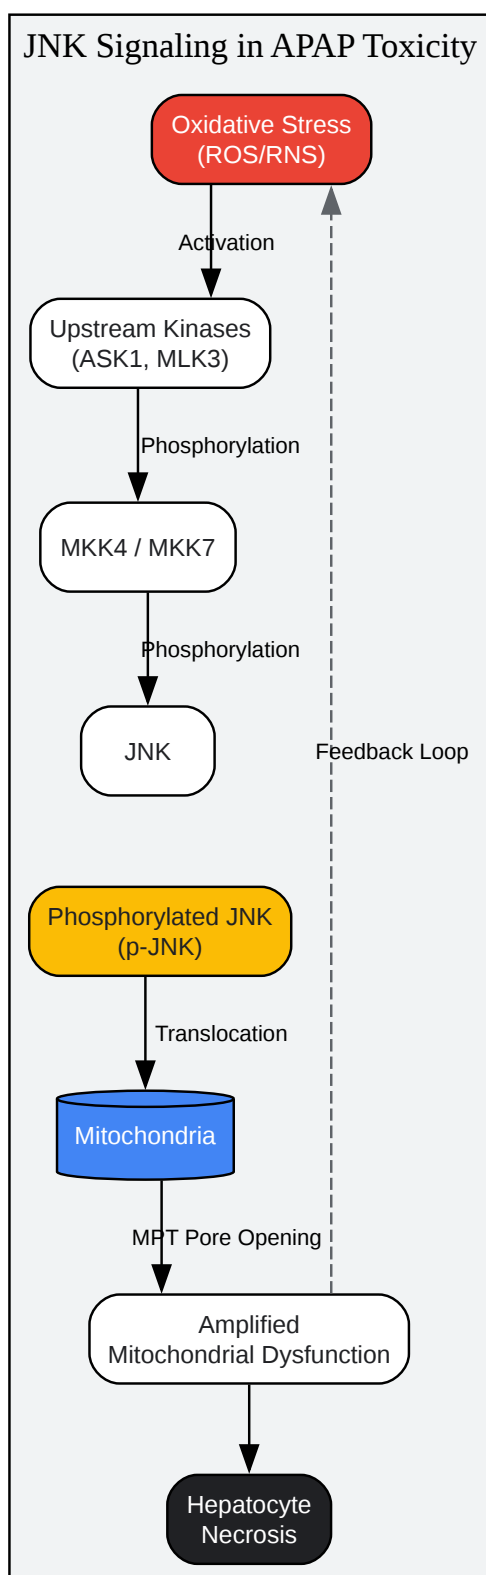 JNK Signaling in APAP Toxicity
Oxidative Stress
(ROS/RNS)
Activation
Upstream Kinases
(ASK1, MLK3)
Phosphorylation
MKK4 / MKK7
Phosphorylation
JNK
Feedback Loop
Phosphorylated JNK
(p-JNK)
Translocation
Mitochondria
MPT Pore Opening
Amplified
Mitochondrial Dysfunction
Hepatocyte
Necrosis